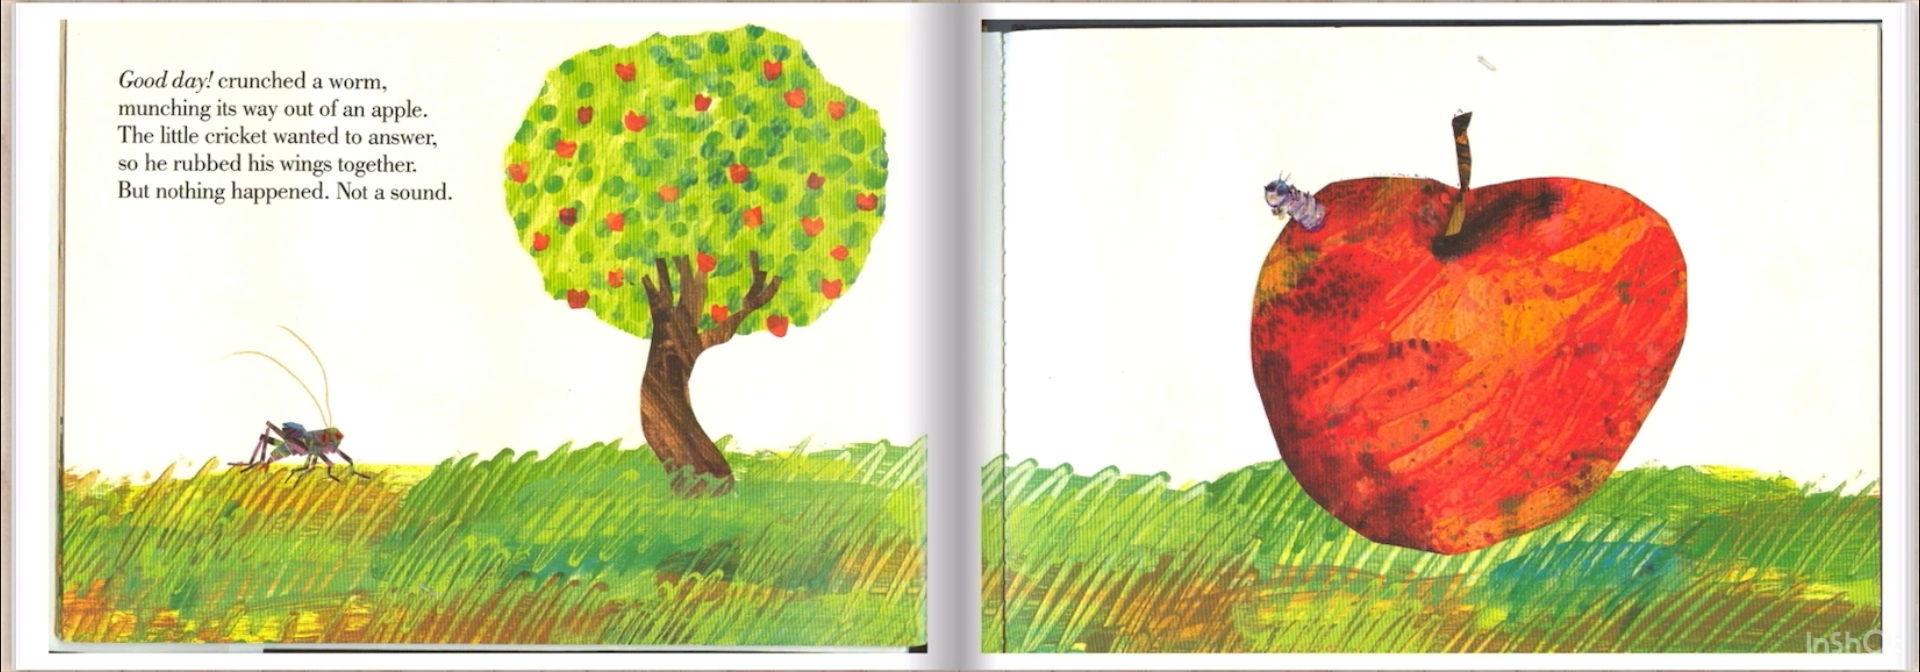 Good day! crunched a worm,
munching its way out of an apple.
The little cricket wanted to answer,
so he rubbed his wings together.
But nothing happened. Not a sound.